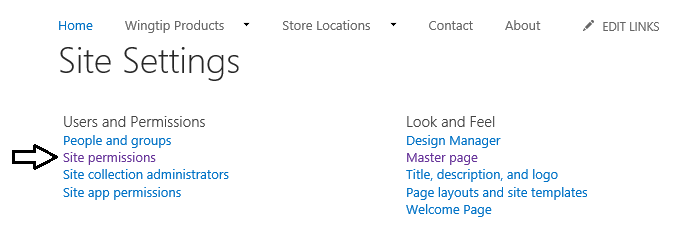 Home Wingtip Products Store Locations Contact About EDIT LINKS
Site Settings
Users and Permissions
People and groups
Site permissions
Site collection administrators
Site app permissions
Look and Feel
Design Manager
Master page
Title, description, and logo
Page layouts and site templates
Welcome Page